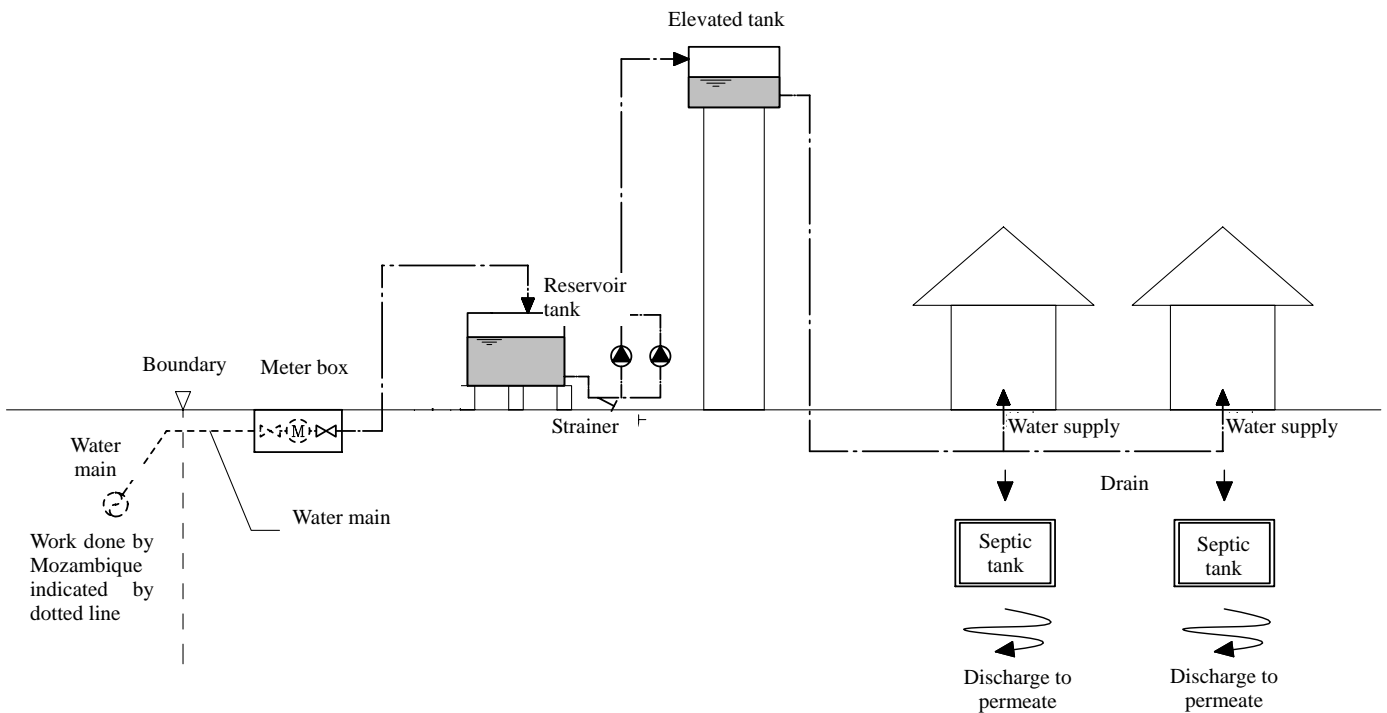 Elevated tank
Reservoir
tank
Boundary
Meter box
Strainer
Water supply
Water supply
M
Water
main
Water main
Drain
Work done by
Mozambique
indicated by
dotted line
Septic
tank
Septic
tank
Discharge to
permeate
Discharge to
permeate